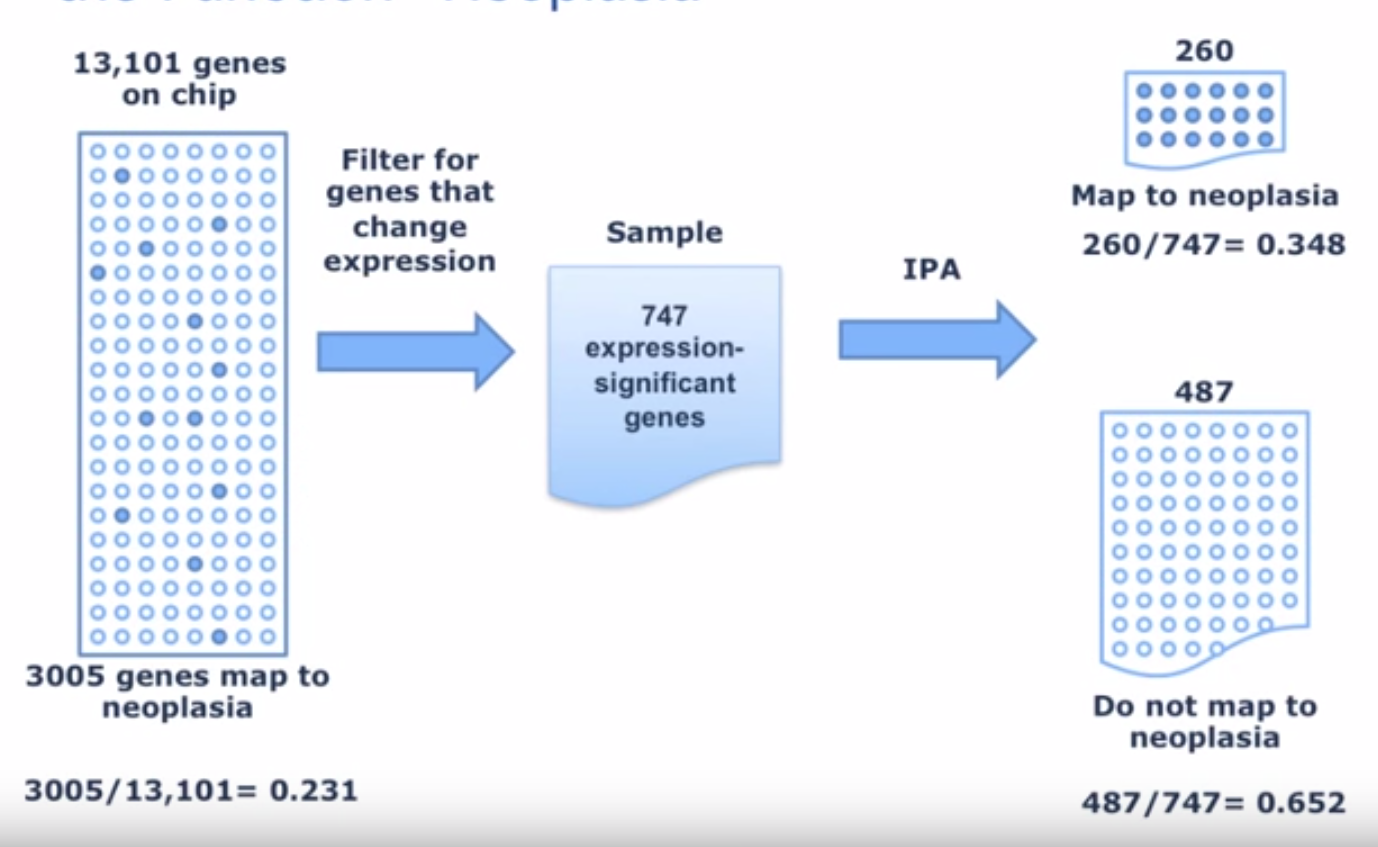 13,101 genes
on chip
3005 genes map to
neoplasia
3005/13,101= 0.231
Filter for
genes that
change
expression
Sample
747
expression-
significant
genes
IPA
260
Map to neoplasia
260/747= 0.348
487
Do not map to
neoplasia
487/747= 0.652